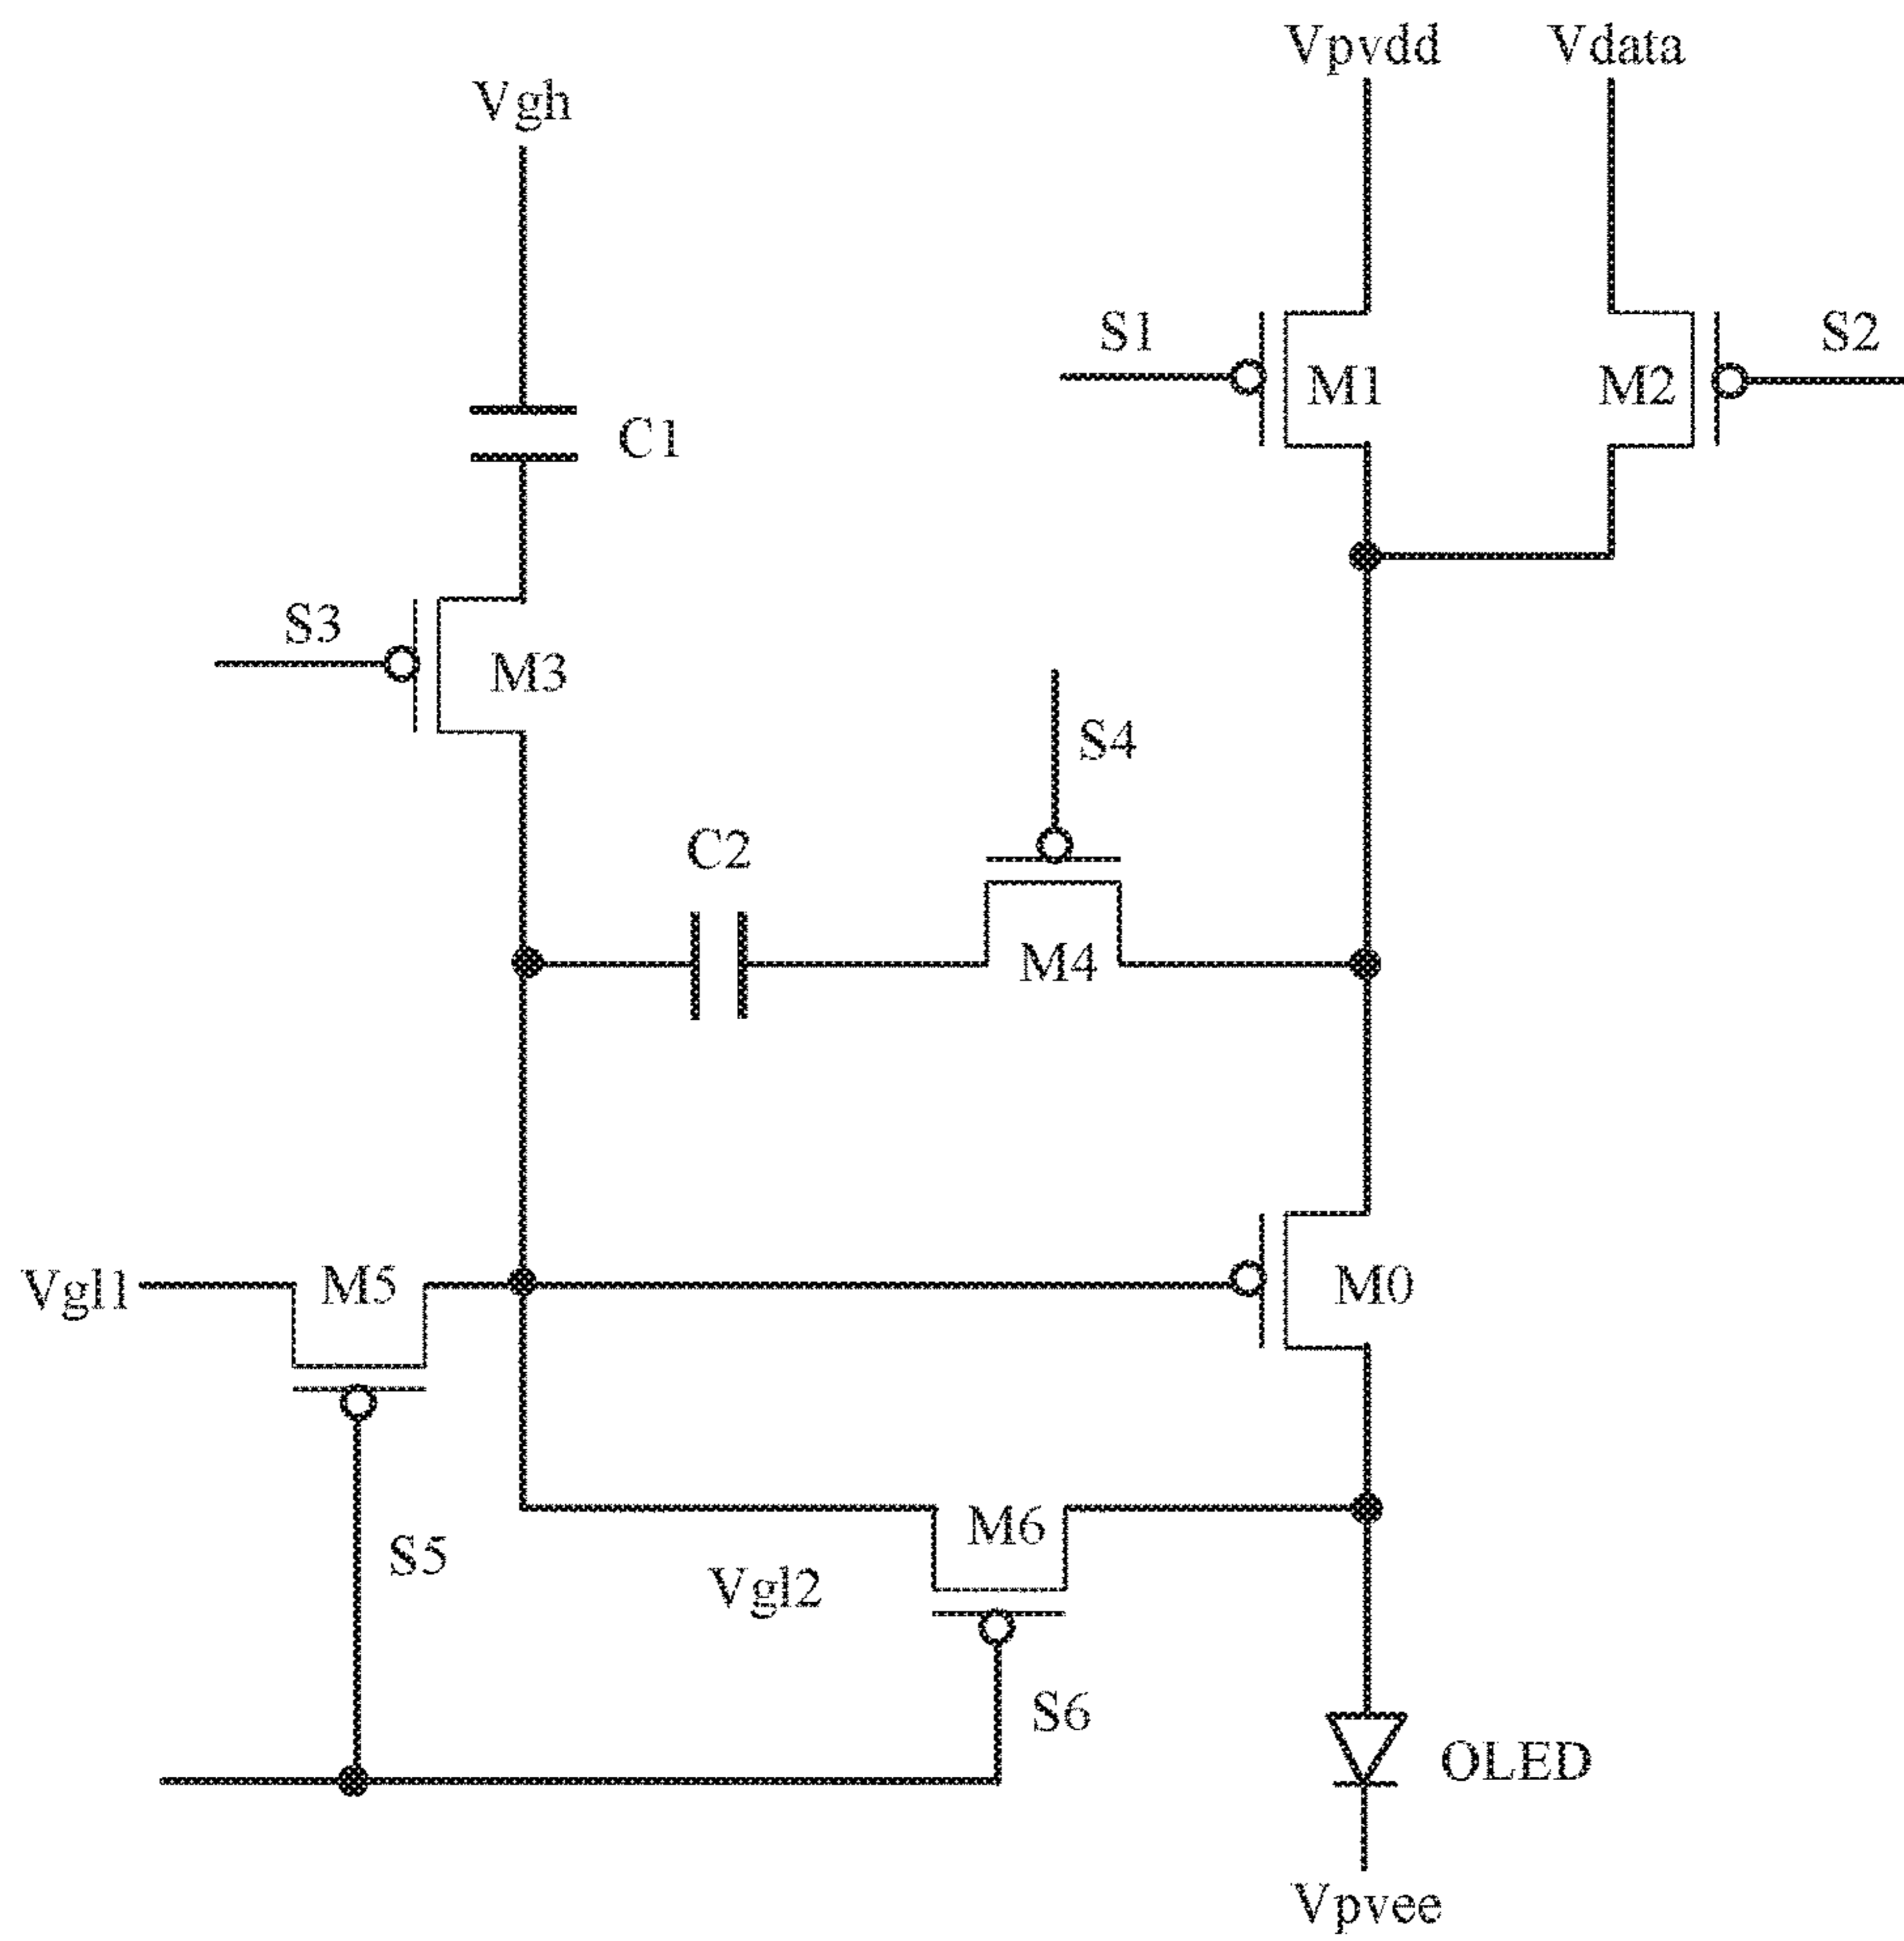 Vpvdd
Vdata
Vgh
S1
M1
M2
S2
C1
S3
M3
S4
C2
M4
Vgl1
M5
M0
M6
S5
Vgl2
S6
OLED
Vpvee